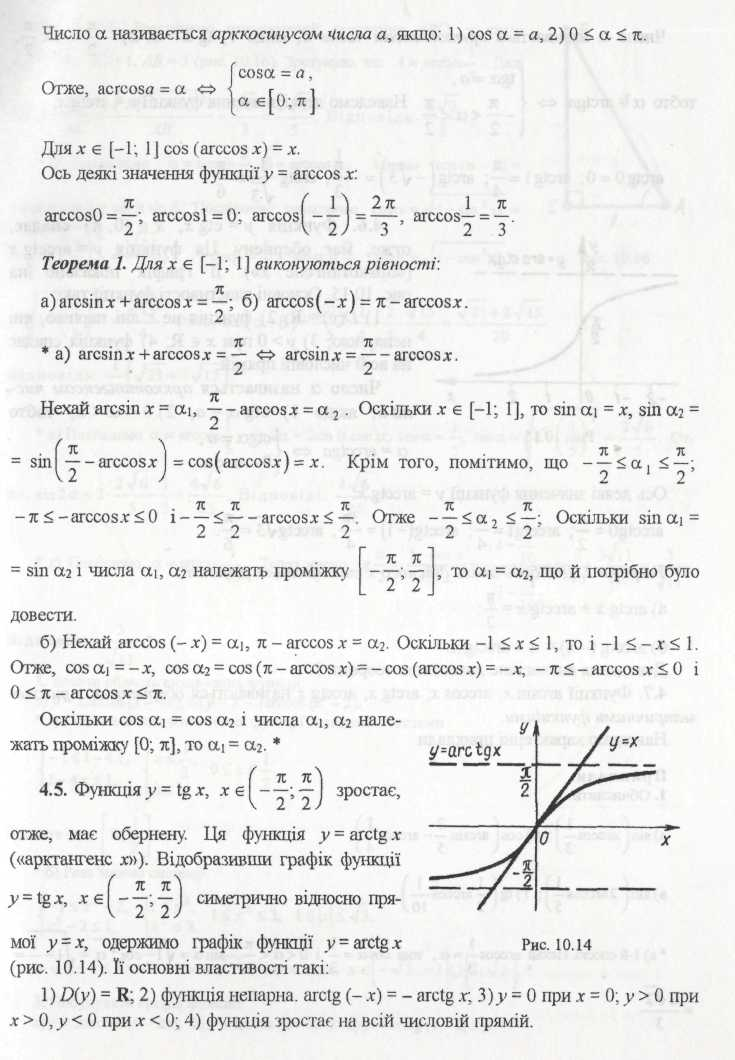 Число α називається арккосинусом числа a, якщо: 1) cos α = a, 2) 0 ≤ α ≤ π.
Отже, acrcosa = α ⇔ { cosα = a, α ∈ [0; π].
Для x ∈ [−1; 1] cos (arccos x) = x.
Ось деякі значення функції y = arccos x:
arccos0 = π/2; arccos1 = 0; arccos(−1/2) = 2π/3, arccos 1/2 = π/3.
Теорема 1. Для x ∈ [−1; 1] виконуються рівності:
а) arcsin x + arccos x = π/2; б) arccos(−x) = π − arccos x.
* а) arcsin x + arccos x = π/2 ⇔ arcsin x = π/2 − arccos x.
Нехай arcsin x = α₁, π/2 − arccos x = α₂. Оскільки x ∈ [−1; 1], то sin α₁ = x, sin α₂ =
= sin(π/2 − arccos x) = cos(arccos x) = x. Крім того, помітимо, що −π/2 ≤ α₁ ≤ π/2;
−π ≤ −arccos x ≤ 0 і −π/2 ≤ π/2 − arccos x ≤ π/2. Отже −π/2 ≤ α₂ ≤ π/2; Оскільки sin α₁ =
= sin α₂ і числа α₁, α₂ належать проміжку [−π/2; π/2], то α₁ = α₂, що й потрібно було
довести.
б) Нехай arccos (− x) = α₁, π − arccos x = α₂. Оскільки −1 ≤ x ≤ 1, то і −1 ≤ − x ≤ 1.
Отже, cos α₁ = − x, cos α₂ = cos (π − arccos x) = − cos (arccos x) = − x, − π ≤ − arccos x ≤ 0 і
0 ≤ π − arccos x ≤ π.
Оскільки cos α₁ = cos α₂ і числа α₁, α₂ нале-
жать проміжку [0; π], то α₁ = α₂. *
4.5. Функція y = tg x, x ∈ (−π/2; π/2) зростає,
отже, має обернену. Ця функція y = arctg x
(«арктангенс x»). Відобразивши графік функції
y = tg x, x ∈ (−π/2; π/2) симетрично відносно пря-
мої y = x, одержимо графік функції y = arctg x
(рис. 10.14). Її основні властивості такі:
1) D(y) = R; 2) функція непарна. arctg (− x) = − arctg x; 3) y = 0 при x = 0; y > 0 при
x > 0, y < 0 при x < 0; 4) функція зростає на всій числовій прямій.
y
y=arctgx
y=x
π/2
0
x
−π/2
Рис. 10.14